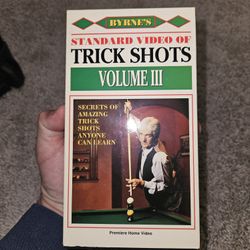 BYRNE'S
STANDARD VIDEO OF
TRICK SHOTS
VOLUME III
SECRETS OF
AMAZING
TRICK
SHOTS
ANYONE
CAN LEARN
Premiere Home Video